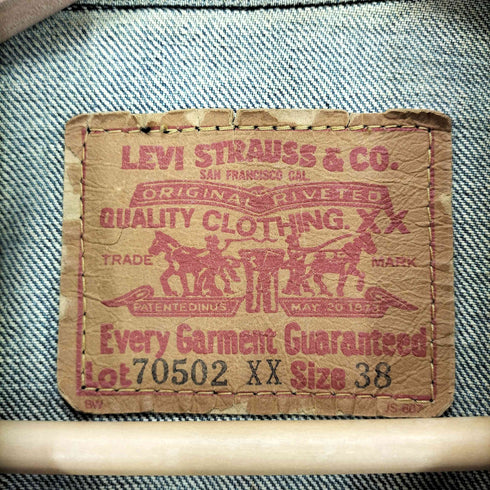 LEVI STRAUSS & CO.
SAN FRANCISCO CAL.
ORIGINAL RIVETED
QUALITY CLOTHING. XX
TRADE MARK
PATENTED IN U.S. MAY 20 1873
Every Garment Guaranteed
Lot 70502 XX Size 38